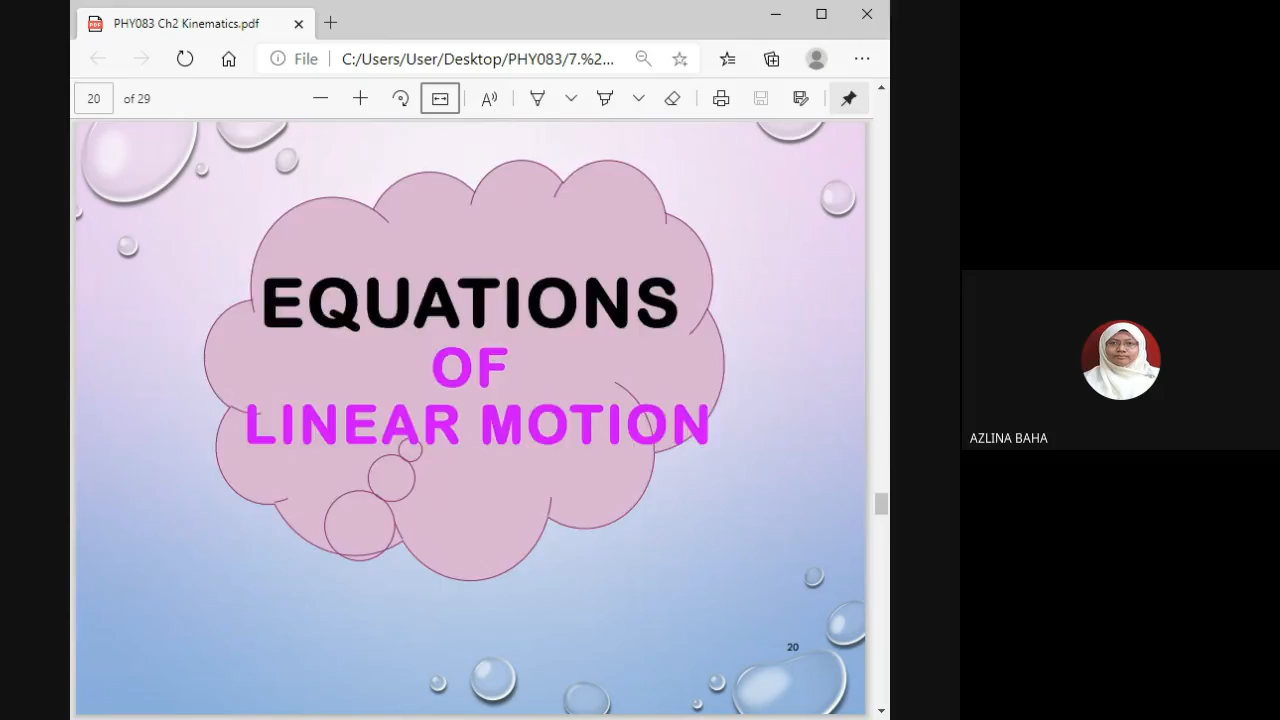 PHY083 Ch2 Kinematics.pdf
File
C:/Users/User/Desktop/PHY083/7.%2...
20 of 29
EQUATIONS
OF
LINEAR MOTION
20
AZLINA BAHA